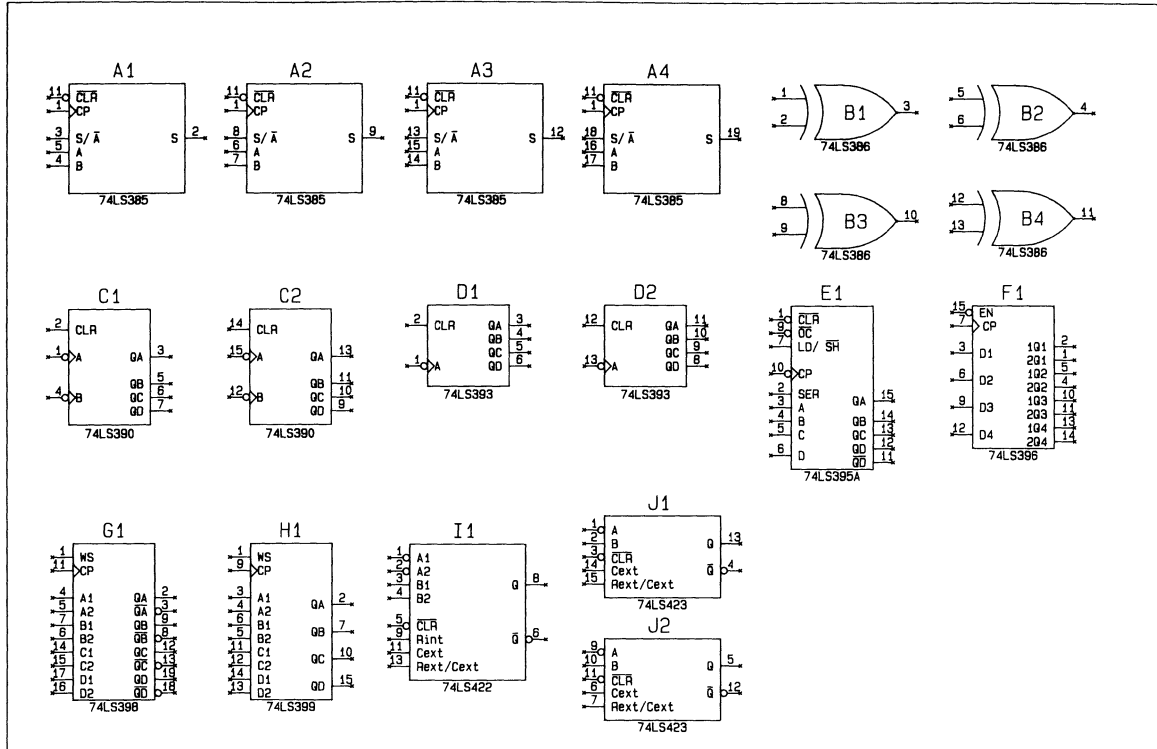 A1 A2 A3 A4
11 CLR 11 CLR 11 CLR 11 CLR
1 CP 1 CP 1 CP 1 CP
1 3 5 4
B1 B2
2 6
74LS386 74LS386
3 S/A̅ S 2 8 S/A̅ S 9 13 S/A̅ S 12 18 S/A̅ S 19
5 A 6 A 15 A 16 A
4 B 7 B 14 B 17 B
74LS385 74LS385 74LS385 74LS385
8 10 12 11
B3 B4
9 13
74LS386 74LS386
C1 C2 D1 D2 E1 F1
2 CLR 14 CLR
1 A QA 3 15 A QA 13
4 B QB 5 12 B QB 11
QC 6 QC 10
QD 7 QD 9
74LS390 74LS390
2 CLR QA 3 12 CLR QA 11
QB 4 QB 10
QC 5 QC 9
1 A QD 6 13 A QD 8
74LS393 74LS393
1 CLR
9 OC
7 LD/ SH
10 CP
2 SER
3 A QA 15
4 B QB 14
5 C QC 13
QD 12
6 D QD 11
74LS395A
15 EN
7 CP
1Q1 2
3 D1 2Q1 1
1Q2 5
6 D2 2Q2 4
1Q3 10
9 D3 2Q3 11
1Q4 13
12 D4 2Q4 14
74LS396
G1 H1 I1 J1
1 WS
11 CP
4 A1 QA 2
5 A2 QA 3
7 B1 QB 9
6 B2 QB 8
14 C1 QC 12
15 C2 QC 13
17 D1 QD 19
16 D2 QD 18
74LS398
1 WS
9 CP
3 A1 QA 2
4 A2
6 B1 QB 7
5 B2
11 C1 QC 10
12 C2
14 D1 QD 15
13 D2
74LS399
1 A1
2 A2
3 B1 Q 8
4 B2
5 CLR
9 Rint Q̅ 6
11 Cext
13 Rext/Cext
74LS422
1 A
2 B Q 13
3 CLR
14 Cext Q̅ 4
15 Rext/Cext
74LS423
J2
9 A
10 B Q 5
11 CLR
6 Cext Q̅ 12
7 Rext/Cext
74LS423